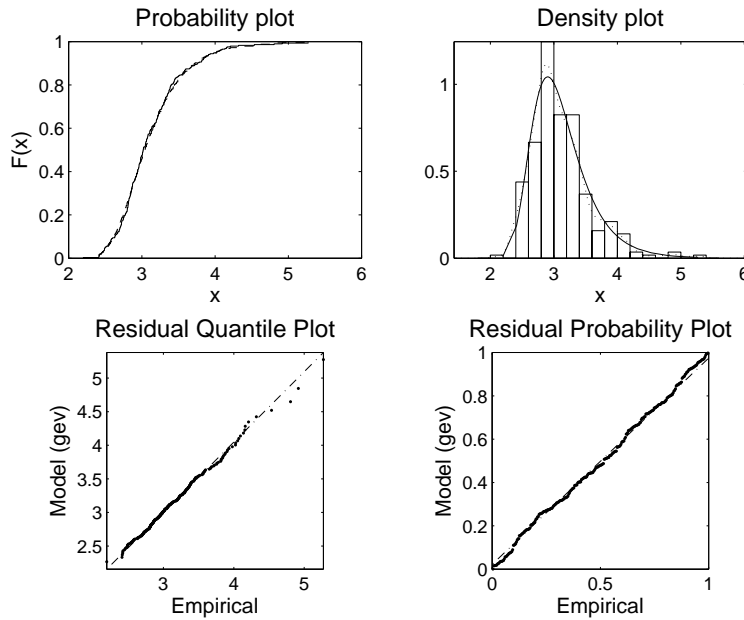 Probability plot
1
0.8
0.6
0.4
0.2
0
2 3 4 5 6
F(x)
x
Density plot
1
0.5
0
2 3 4 5 6
x
Residual Quantile Plot
5
4.5
4
3.5
3
2.5
3 4 5
Model (gev)
Empirical
Residual Probability Plot
1
0.8
0.6
0.4
0.2
0
0 0.5 1
Model (gev)
Empirical